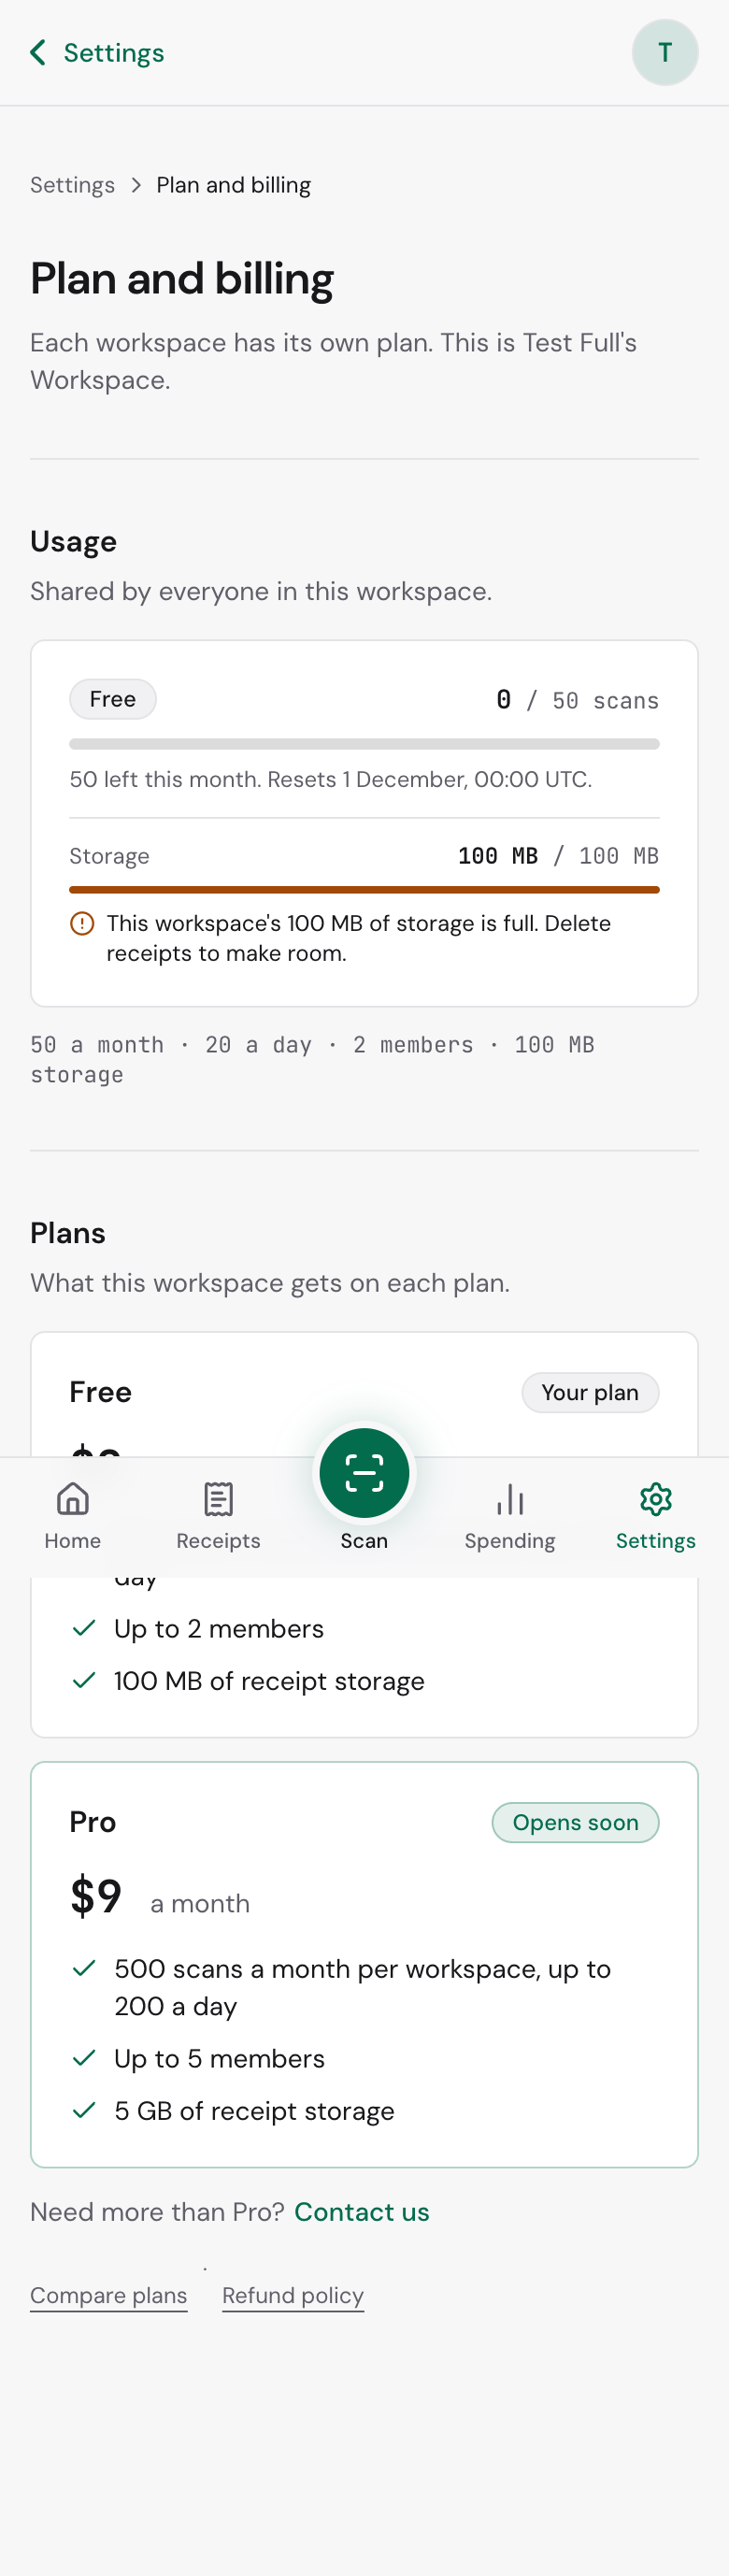 Settings
T
Settings > Plan and billing
Plan and billing
Each workspace has its own plan. This is Test Full's
Workspace.
Usage
Shared by everyone in this workspace.
Free
0 / 50 scans
50 left this month. Resets 1 December, 00:00 UTC.
Storage
100 MB / 100 MB
This workspace's 100 MB of storage is full. Delete
receipts to make room.
50 a month · 20 a day · 2 members · 100 MB
storage
Plans
What this workspace gets on each plan.
Free
Your plan
Home
Receipts
Scan
Spending
Settings
day
Up to 2 members
100 MB of receipt storage
Pro
Opens soon
$9 a month
500 scans a month per workspace, up to
200 a day
Up to 5 members
5 GB of receipt storage
Need more than Pro? Contact us
Compare plans · Refund policy